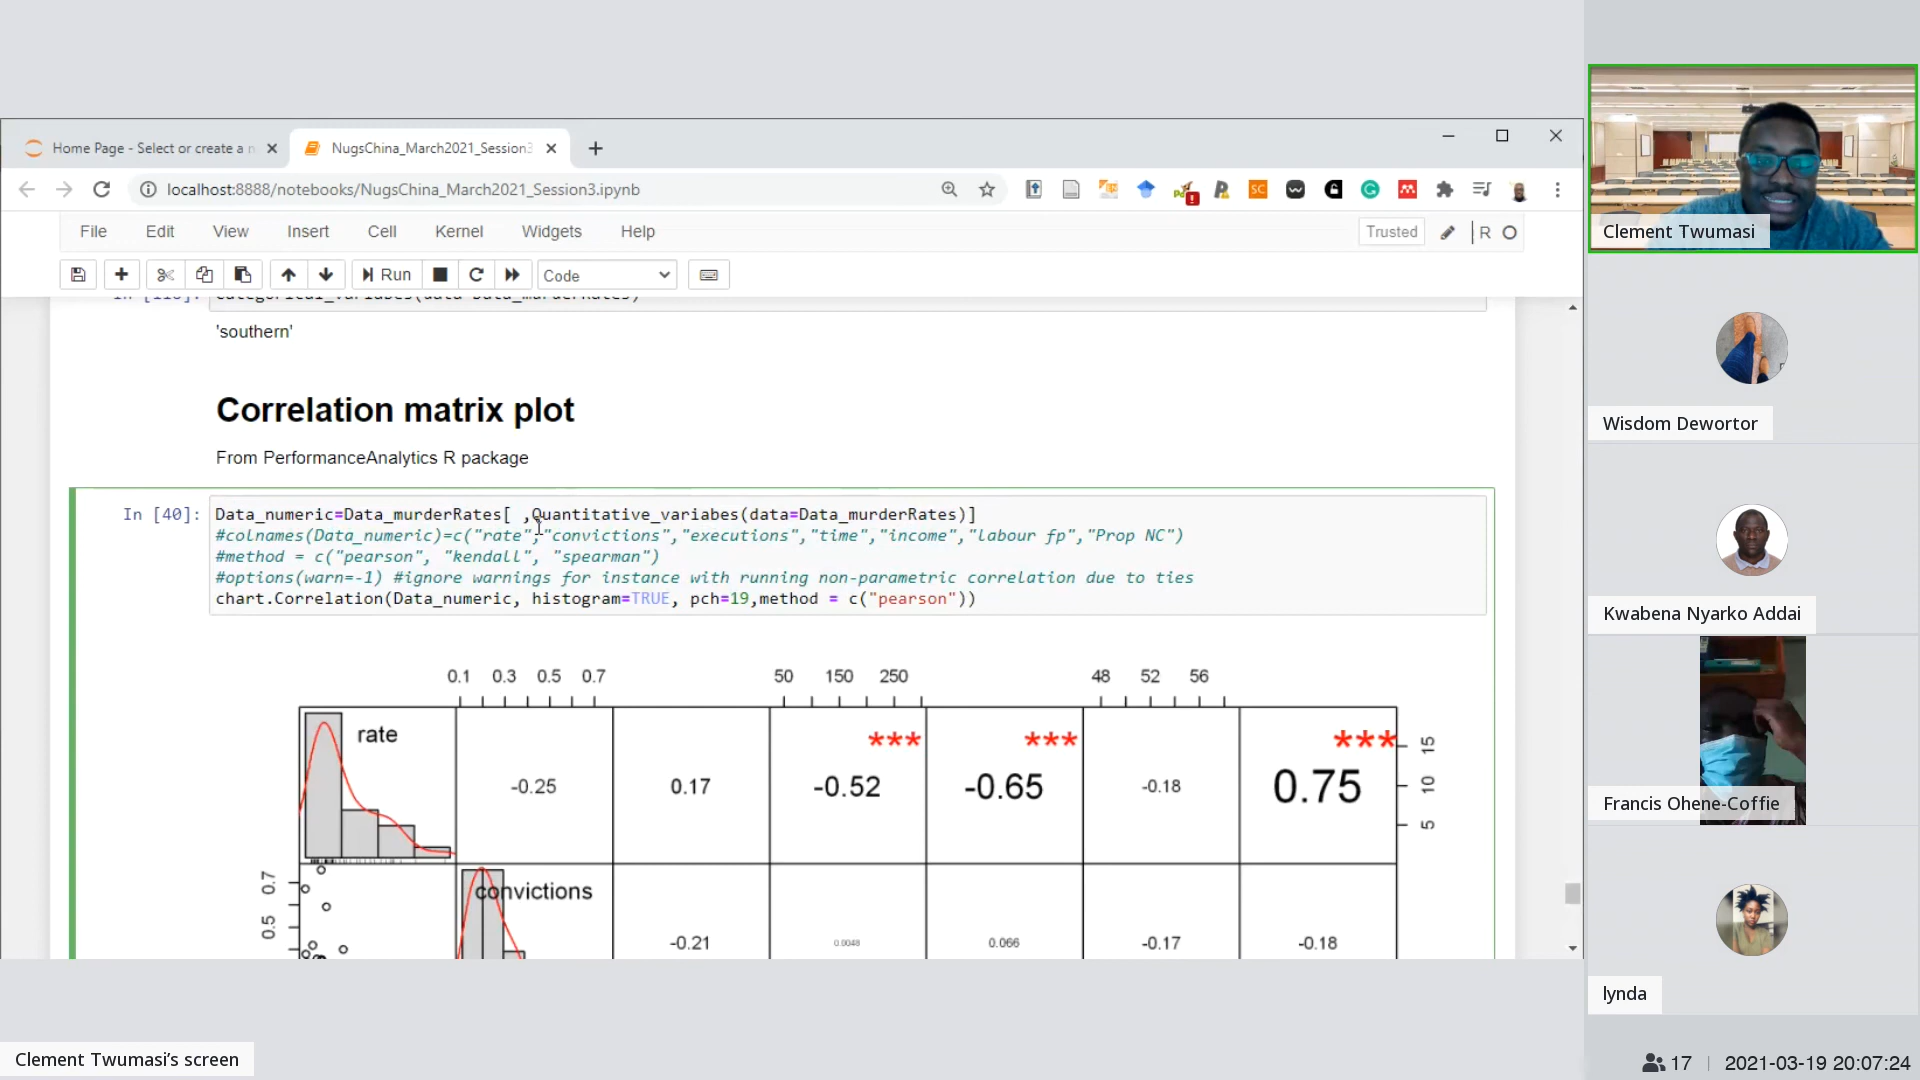 Home Page - Select or create a n
NugsChina_March2021_Session3
localhost:8888/notebooks/NugsChina_March2021_Session3.ipynb
SC
File Edit View Insert Cell Kernel Widgets Help Trusted R
Run Code
'southern'
Correlation matrix plot
From PerformanceAnalytics R package
In [40]: Data_numeric=Data_murderRates[ ,Quantitative_variabes(data=Data_murderRates)]
#colnames(Data_numeric)=c("rate","convictions","executions","time","income","labour fp","Prop NC")
#method = c("pearson", "kendall", "spearman")
#options(warn=-1) #ignore warnings for instance with running non-parametric correlation due to ties
chart.Correlation(Data_numeric, histogram=TRUE, pch=19,method = c("pearson"))
0.1 0.3 0.5 0.7 50 150 250 48 52 56
rate *** *** *** 15
-0.25 0.17 -0.52 -0.65 -0.18 0.75 10
5
0.7 convictions
0.5 -0.21 0.0048 0.066 -0.17 -0.18
Clement Twumasi
Wisdom Dewortor
Kwabena Nyarko Addai
Francis Ohene-Coffie
lynda
Clement Twumasi’s screen
17 | 2021-03-19 20:07:24